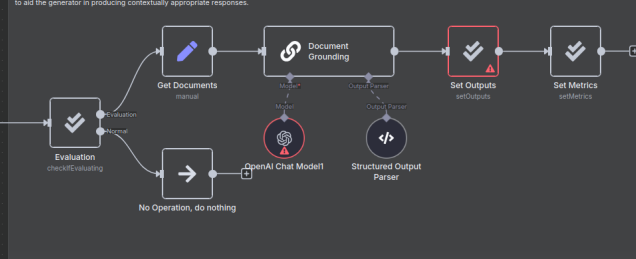 to aid the generator in producing contextually appropriate responses.
Get Documents
manual
Document
Grounding
Model*
Output Parser
Set Outputs
setOutputs
Set Metrics
setMetrics
Evaluation
Normal
Evaluation
checkIfEvaluating
Model
Output Parser
OpenAI Chat Model1
Structured Output
Parser
No Operation, do nothing